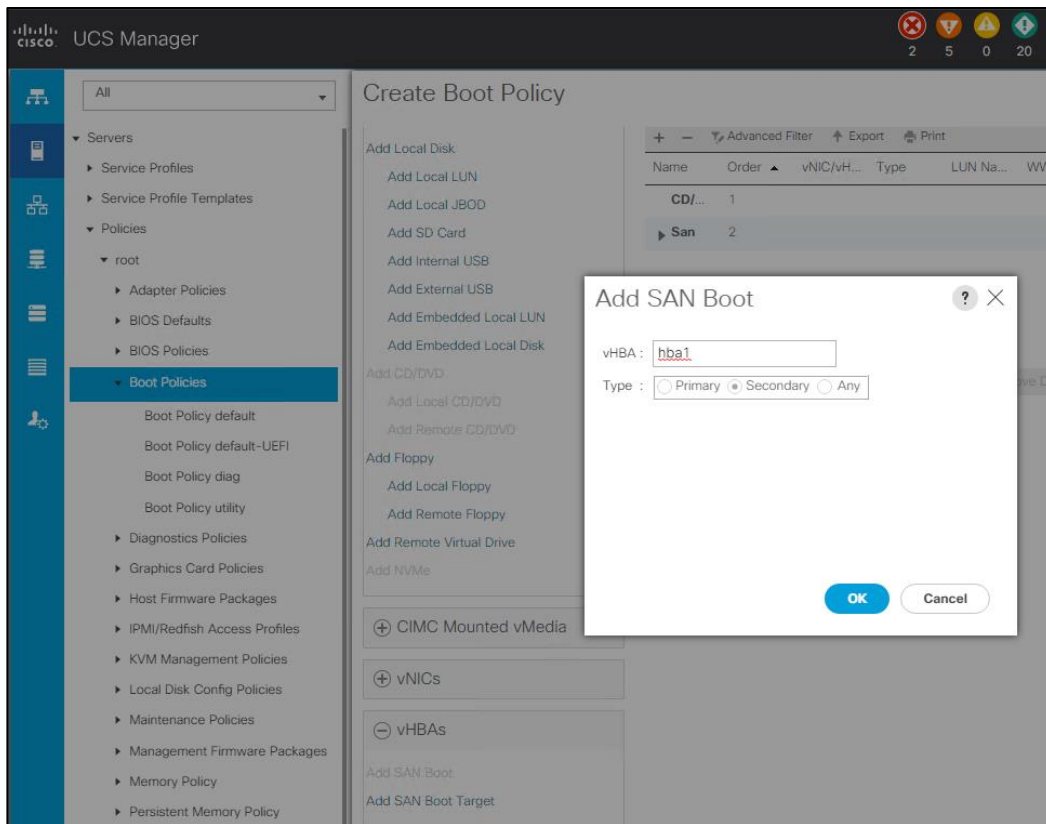 cisco UCS Manager
2 5 0 20
All
Servers
Service Profiles
Service Profile Templates
Policies
root
Adapter Policies
BIOS Defaults
BIOS Policies
Boot Policies
Boot Policy default
Boot Policy default-UEFI
Boot Policy diag
Boot Policy utility
Diagnostics Policies
Graphics Card Policies
Host Firmware Packages
IPMI/Redfish Access Profiles
KVM Management Policies
Local Disk Config Policies
Maintenance Policies
Management Firmware Packages
Memory Policy
Persistent Memory Policy
Create Boot Policy
Add Local Disk
Add Local LUN
Add Local JBOD
Add SD Card
Add Internal USB
Add External USB
Add Embedded Local LUN
Add Embedded Local Disk
Add CD/DVD
Add Local CD/DVD
Add Remote CD/DVD
Add Floppy
Add Local Floppy
Add Remote Floppy
Add Remote Virtual Drive
Add NVMe
CIMC Mounted vMedia
vNICs
vHBAs
Add SAN Boot
Add SAN Boot Target
+ − Advanced Filter Export Print
Name Order vNIC/vH... Type LUN Na... WW
CD/... 1
San 2
Add SAN Boot ?
vHBA : hba1
Type : Primary Secondary Any
OK Cancel